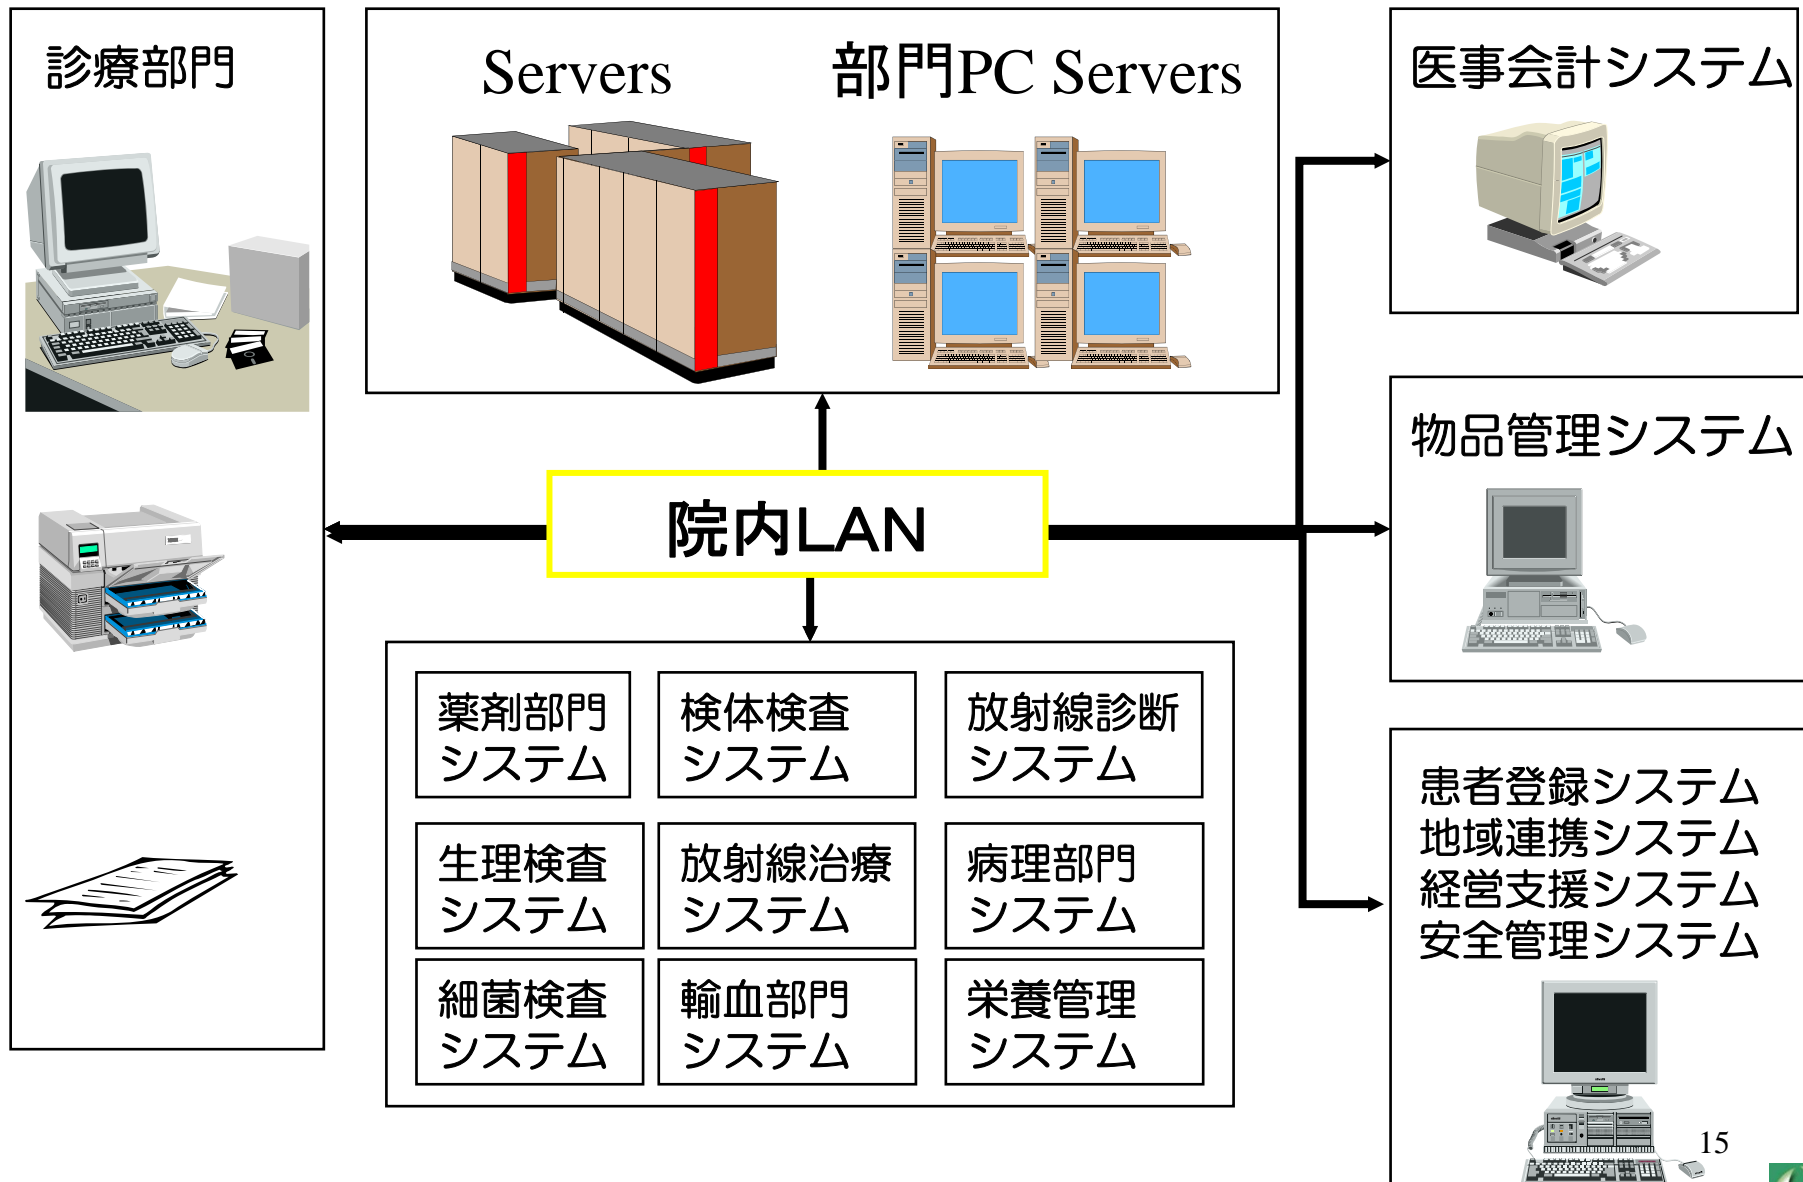 診療部門
Servers
部門PC Servers
医事会計システム
物品管理システム
院内LAN
薬剤部門
システム
検体検査
システム
放射線診断
システム
生理検査
システム
放射線治療
システム
病理部門
システム
細菌検査
システム
輸血部門
システム
栄養管理
システム
患者登録システム
地域連携システム
経営支援システム
安全管理システム
15